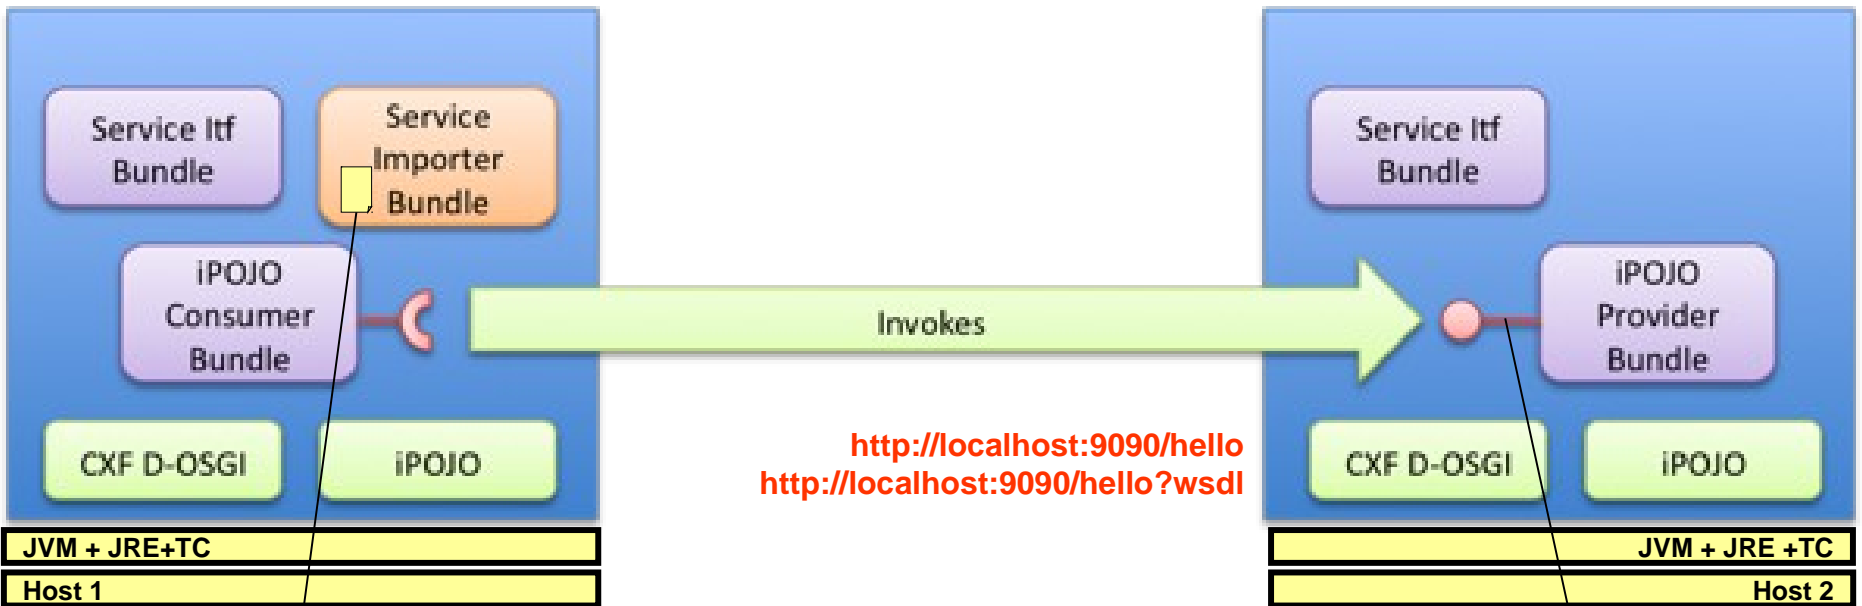 Service Itf
Bundle
Service
Importer
Bundle
iPOJO
Consumer
Bundle
CXF D-OSGI
iPOJO
JVM + JRE+TC
Host 1
Invokes
http://localhost:9090/hello
http://localhost:9090/hello?wsdl
Service Itf
Bundle
iPOJO
Provider
Bundle
CXF D-OSGI
iPOJO
JVM + JRE +TC
Host 2